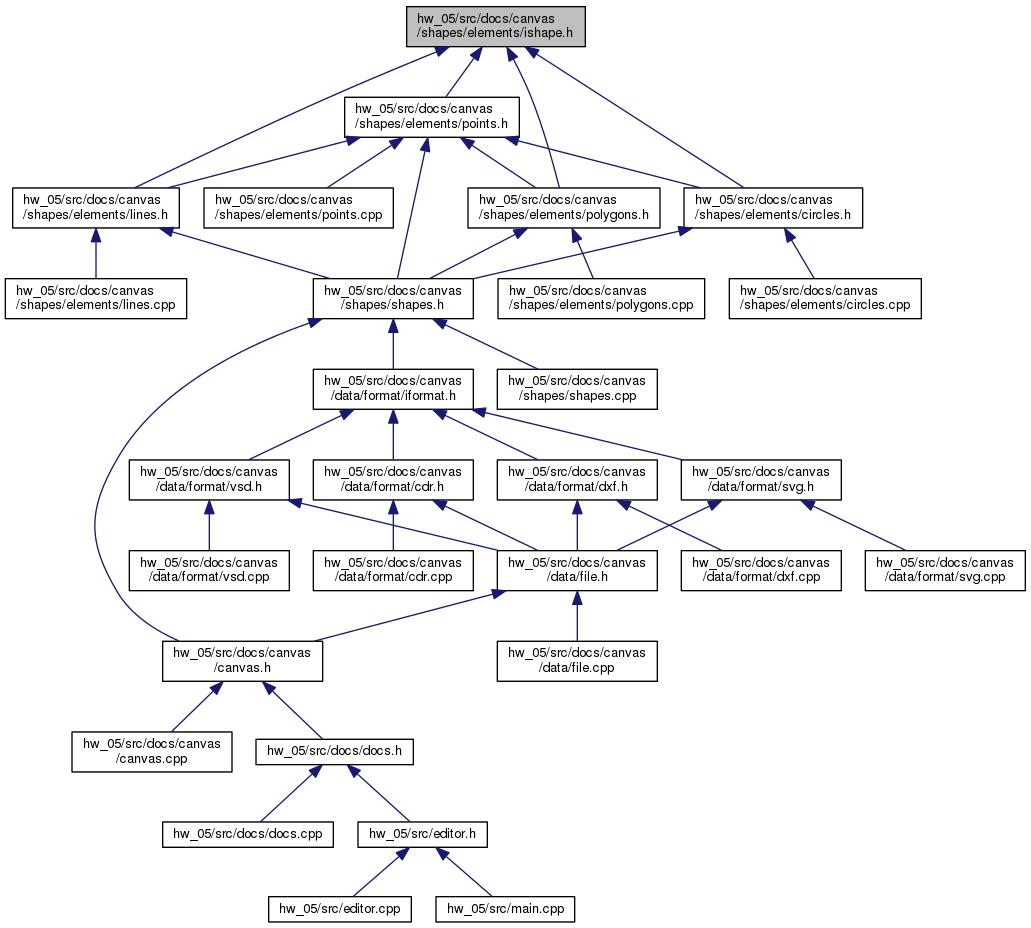 hw_05/src/docs/canvas
/shapes/elements/ishape.h
hw_05/src/docs/canvas
/shapes/elements/points.h
hw_05/src/docs/canvas
/shapes/elements/lines.h
hw_05/src/docs/canvas
/shapes/elements/points.cpp
hw_05/src/docs/canvas
/shapes/elements/polygons.h
hw_05/src/docs/canvas
/shapes/elements/circles.h
hw_05/src/docs/canvas
/shapes/elements/lines.cpp
hw_05/src/docs/canvas
/shapes/shapes.h
hw_05/src/docs/canvas
/shapes/elements/polygons.cpp
hw_05/src/docs/canvas
/shapes/elements/circles.cpp
hw_05/src/docs/canvas
/data/format/iformat.h
hw_05/src/docs/canvas
/shapes/shapes.cpp
hw_05/src/docs/canvas
/data/format/vsd.h
hw_05/src/docs/canvas
/data/format/cdr.h
hw_05/src/docs/canvas
/data/format/dxf.h
hw_05/src/docs/canvas
/data/format/svg.h
hw_05/src/docs/canvas
/data/format/vsd.cpp
hw_05/src/docs/canvas
/data/format/cdr.cpp
hw_05/src/docs/canvas
/data/file.h
hw_05/src/docs/canvas
/data/format/dxf.cpp
hw_05/src/docs/canvas
/data/format/svg.cpp
hw_05/src/docs/canvas
/canvas.h
hw_05/src/docs/canvas
/data/file.cpp
hw_05/src/docs/canvas
/canvas.cpp
hw_05/src/docs/docs.h
hw_05/src/docs/docs.cpp
hw_05/src/editor.h
hw_05/src/editor.cpp
hw_05/src/main.cpp